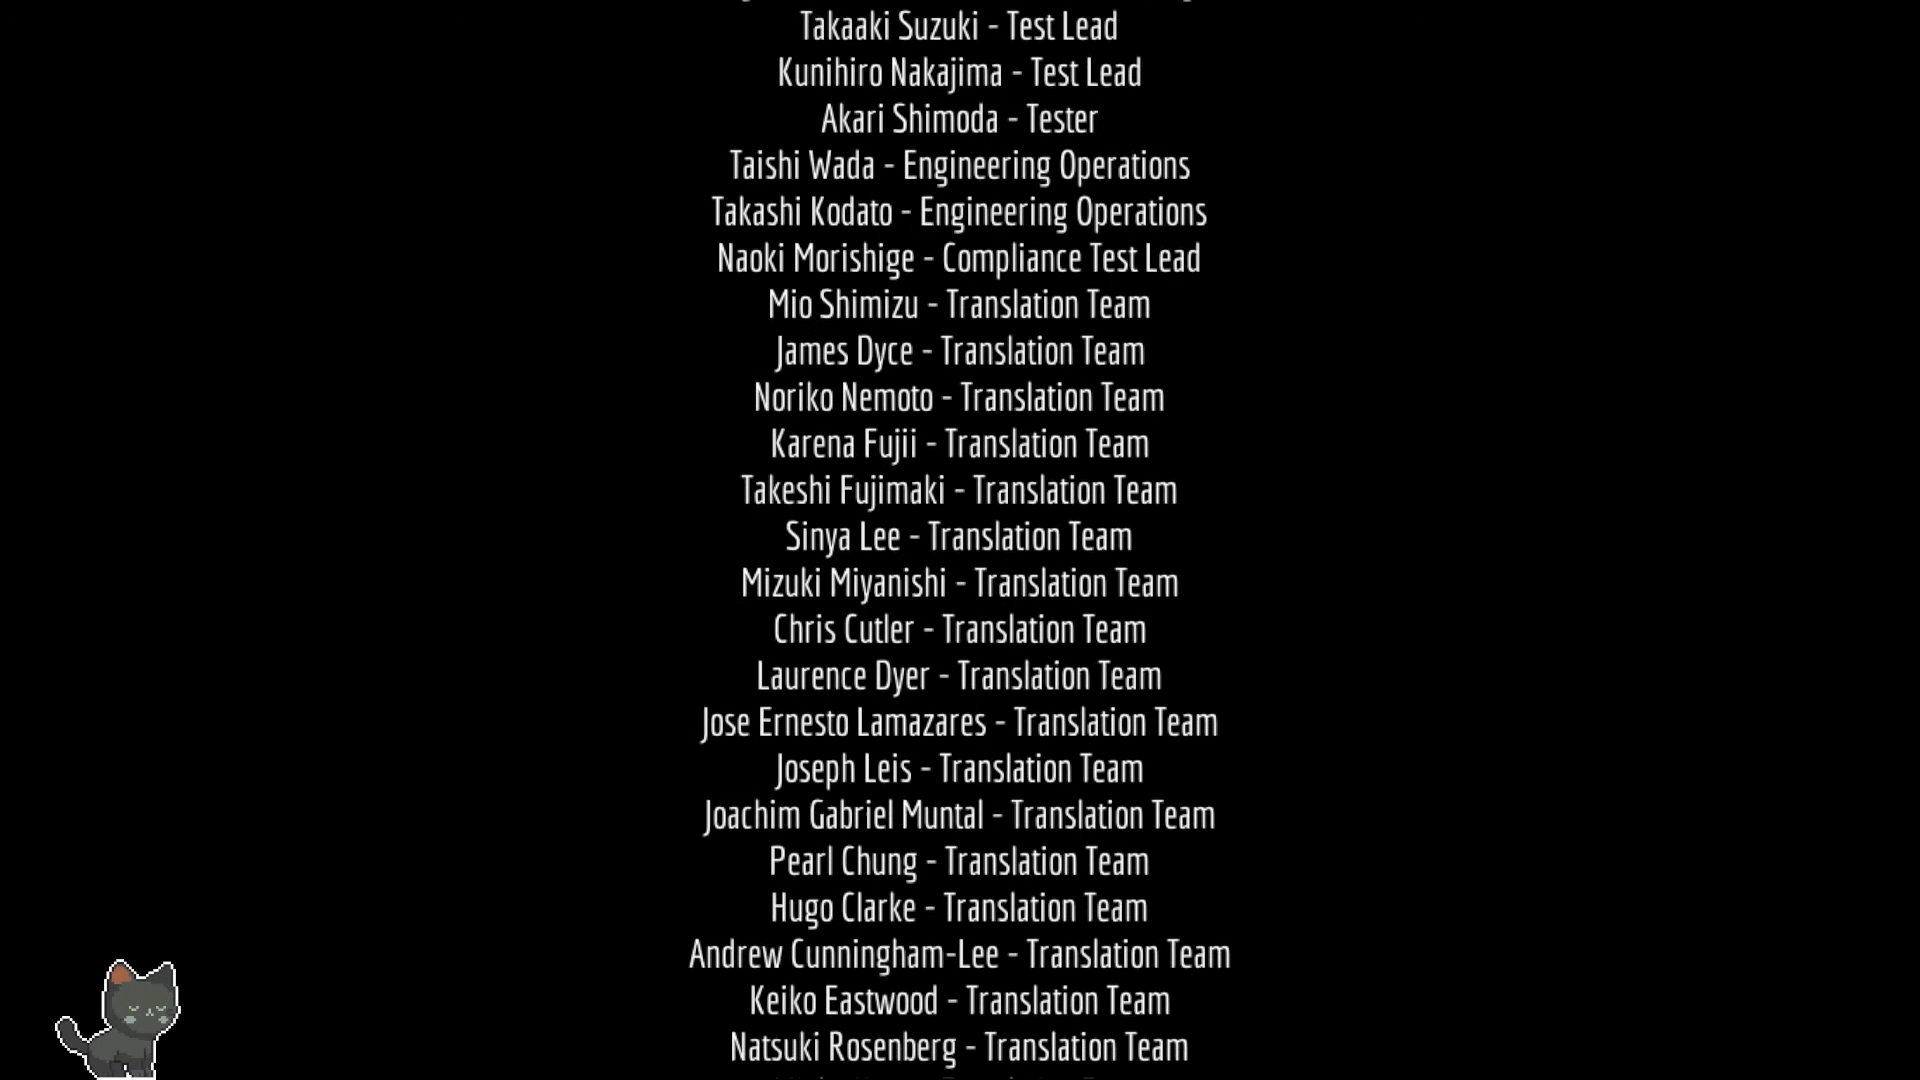 Takaaki Suzuki - Test Lead
Kunihiro Nakajima - Test Lead
Akari Shimoda - Tester
Taishi Wada - Engineering Operations
Takashi Kodato - Engineering Operations
Naoki Morishige - Compliance Test Lead
Mio Shimizu - Translation Team
James Dyce - Translation Team
Noriko Nemoto - Translation Team
Karena Fujii - Translation Team
Takeshi Fujimaki - Translation Team
Sinya Lee - Translation Team
Mizuki Miyanishi - Translation Team
Chris Cutler - Translation Team
Laurence Dyer - Translation Team
Jose Ernesto Lamazares - Translation Team
Joseph Leis - Translation Team
Joachim Gabriel Muntal - Translation Team
Pearl Chung - Translation Team
Hugo Clarke - Translation Team
Andrew Cunningham-Lee - Translation Team
Keiko Eastwood - Translation Team
Natsuki Rosenberg - Translation Team